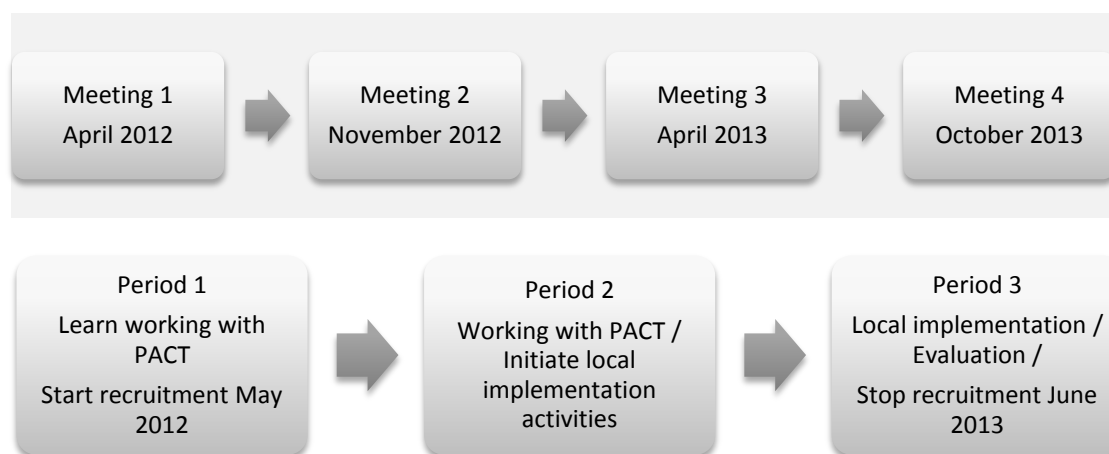 Meeting 1
April 2012
Meeting 2
November 2012
Meeting 3
April 2013
Meeting 4
October 2013
Period 1
Learn working with
PACT
Start recruitment May
2012
Period 2
Working with PACT /
Initiate local
implementation
activities
Period 3
Local implementation /
Evaluation /
Stop recruitment June
2013